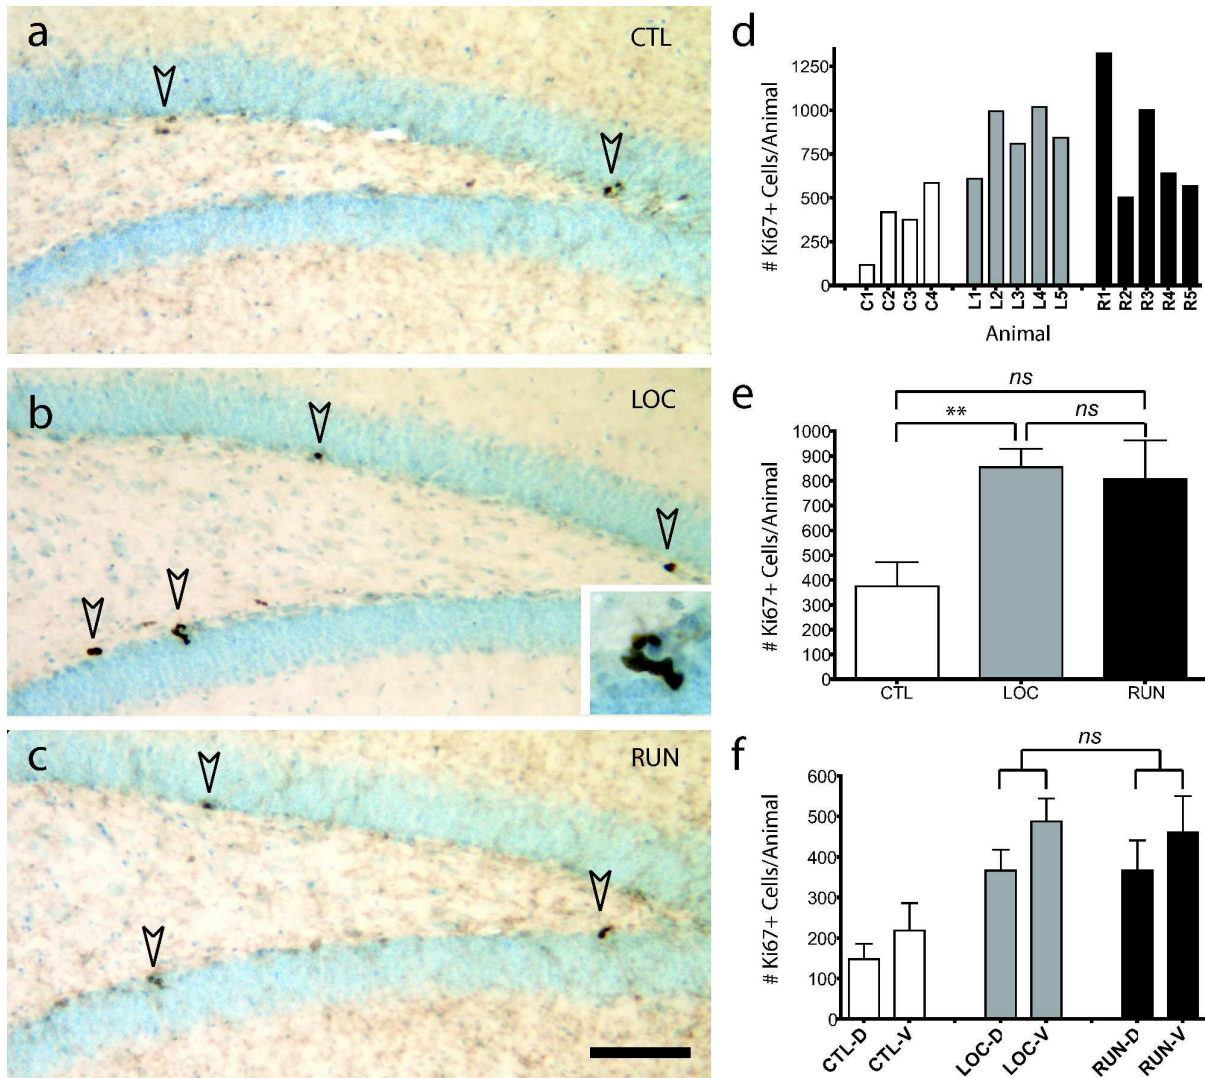 a
CTL
b
LOC
c
RUN
d
# Ki67+ Cells/Animal
1250
1000
750
500
250
0
C1
C2
C3
C4
L1
L2
L3
L4
L5
R1
R2
R3
R4
R5
Animal
e
ns
**
ns
# Ki67+ Cells/Animal
1000
900
800
700
600
500
400
300
200
100
0
CTL
LOC
RUN
f
ns
# Ki67+ Cells/Animal
600
500
400
300
200
100
0
CTL-D
CTL-V
LOC-D
LOC-V
RUN-D
RUN-V